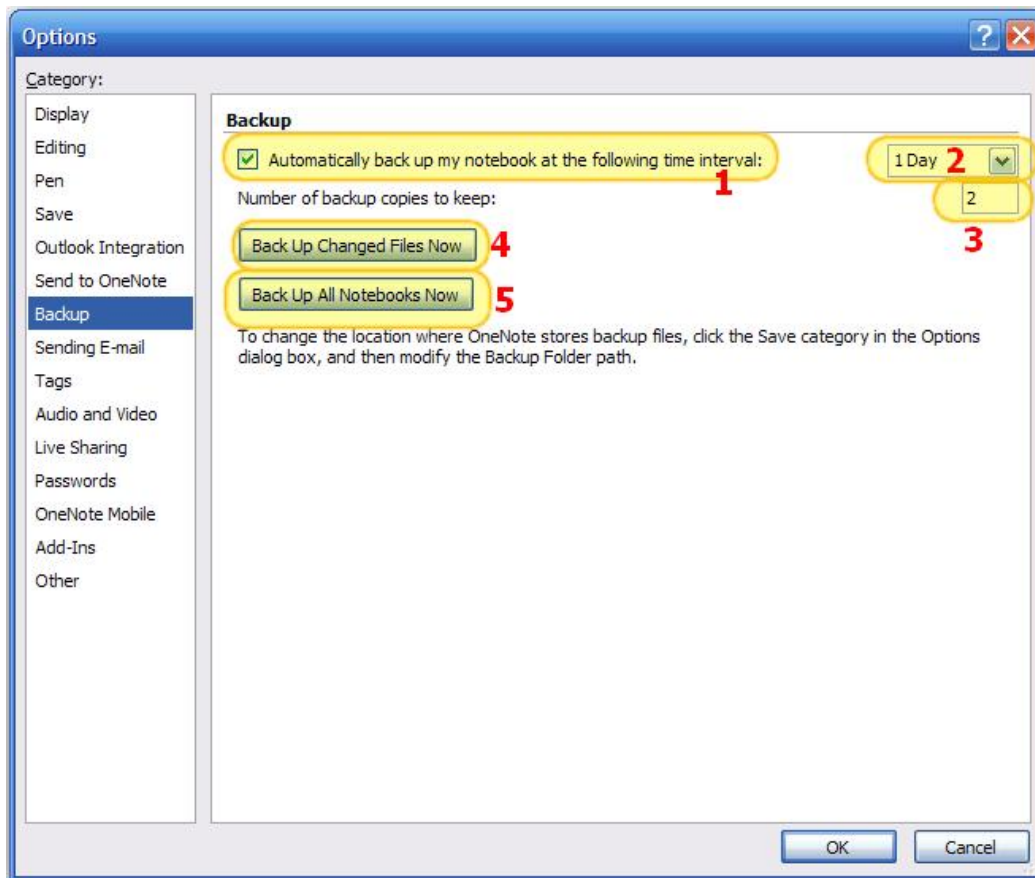 Options
Category:
Display
Editing
Pen
Save
Outlook Integration
Send to OneNote
Backup
Sending E-mail
Tags
Audio and Video
Live Sharing
Passwords
OneNote Mobile
Add-Ins
Other
Backup
Automatically back up my notebook at the following time interval:
1 Day
2
1
Number of backup copies to keep:
2
3
Back Up Changed Files Now
4
Back Up All Notebooks Now
5
To change the location where OneNote stores backup files, click the Save category in the Options
dialog box, and then modify the Backup Folder path.
OK
Cancel